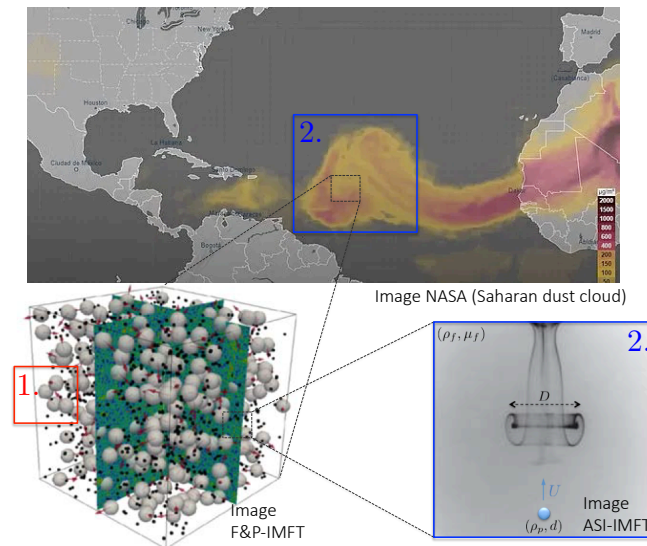 Chicago
New York
Madrid
(Casablanca)
Houston
La Habana
Ciudad de México
Dakar
Bogotá
2.
µg/m³
2000
1500
1000
800
600
400
200
150
100
50
Image NASA (Saharan dust cloud)
1.
(ρ_f, μ_f)
2.
D
U
(ρ_p, d)
Image
F&P-IMFT
Image
ASI-IMFT